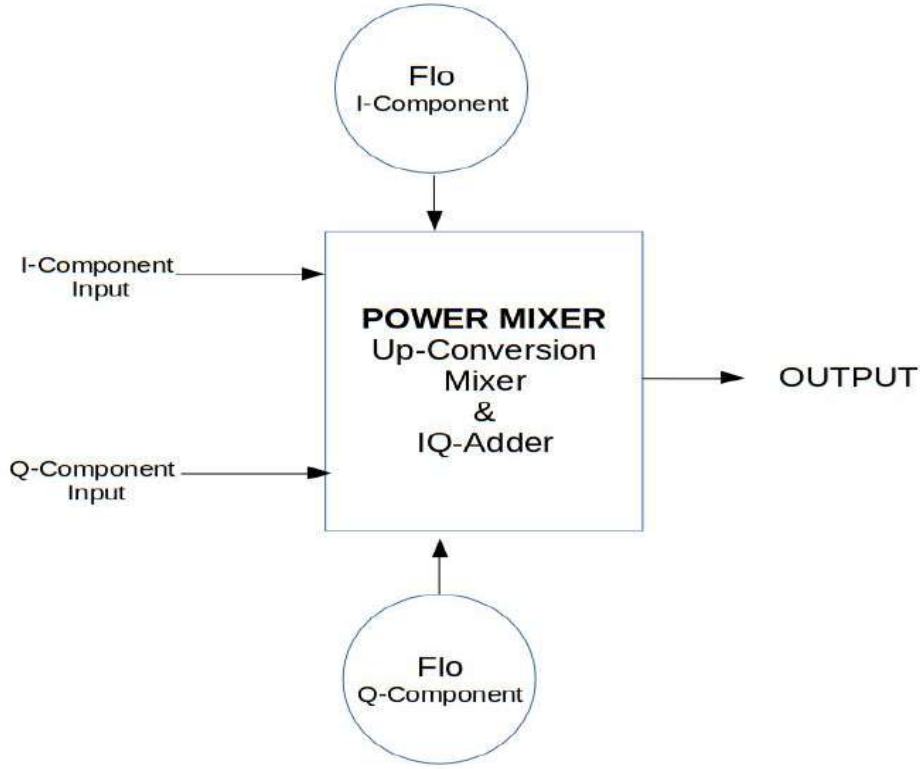 Flo
I-Component
I-Component
Input
POWER MIXER
Up-Conversion
Mixer
&
IQ-Adder
OUTPUT
Q-Component
Input
Flo
Q-Component